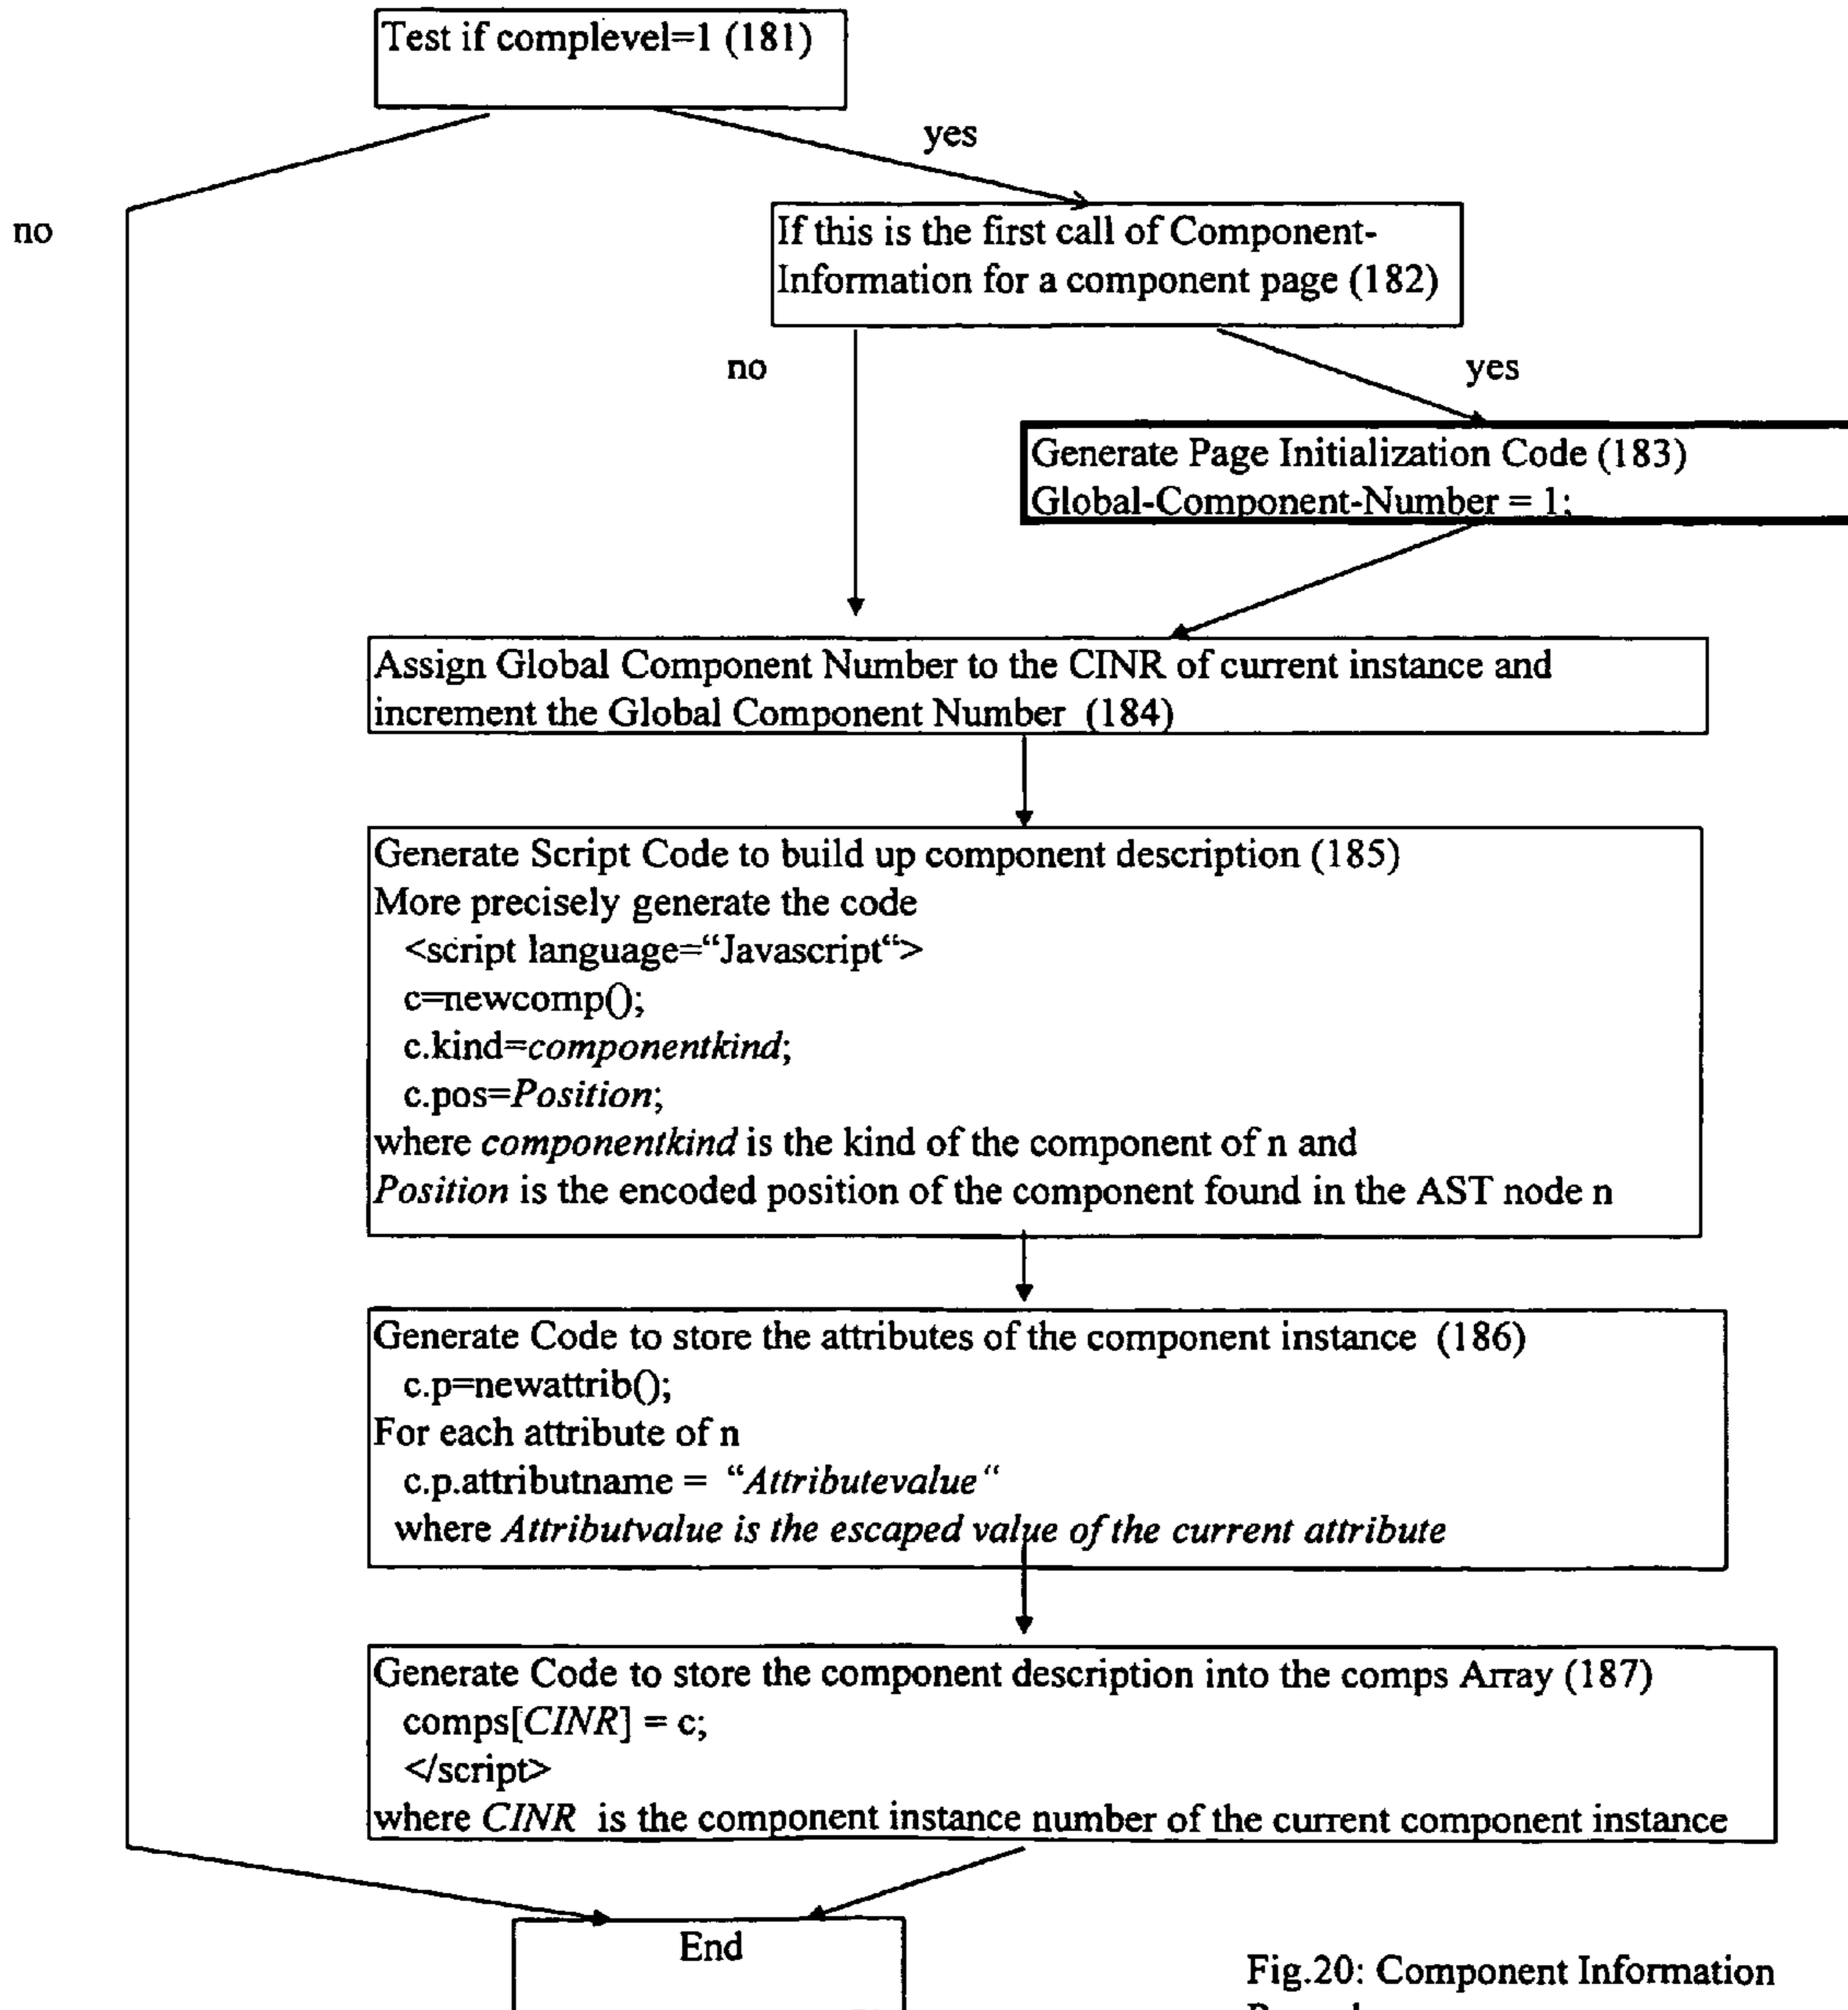 Test if complevel=1 (181)
yes
no
If this is the first call of Component-
Information for a component page (182)
no
yes
Generate Page Initialization Code (183)
Global-Component-Number = 1;
Assign Global Component Number to the CINR of current instance and
increment the Global Component Number (184)
Generate Script Code to build up component description (185)
More precisely generate the code
<script language=“Javascript“>
c=newcomp();
c.kind=componentkind;
c.pos=Position;
where componentkind is the kind of the component of n and
Position is the encoded position of the component found in the AST node n
Generate Code to store the attributes of the component instance (186)
c.p=newattrib();
For each attribute of n
c.p.attributname = “Attributevalue“
where Attributvalue is the escaped value of the current attribute
Generate Code to store the component description into the comps Array (187)
comps[CINR] = c;
</script>
where CINR is the component instance number of the current component instance
End
Fig.20: Component Information